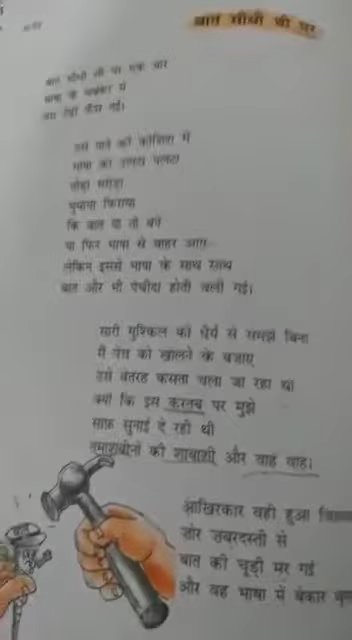 बात सीधी थी पर
बात सीधी थी पर एक बार
भाषा के चक्कर में
ज़रा टेढ़ी फँस गई।
उसे पाने की कोशिश में
भाषा को उलटा पलटा
तोड़ा मरोड़ा
घुमाया फिराया
कि बात या तो बने
या फिर भाषा से बाहर आए-
लेकिन इससे भाषा के साथ साथ
बात और भी पेचीदा होती चली गई।
सारी मुश्किल को धैर्य से समझे बिना
मैं पेंच को खोलने के बजाए
उसे बेतरह कसता चला जा रहा था
क्यों कि इस करतब पर मुझे
साफ़ सुनाई दे रही थी
तमाशबीनों की शाबाशी और वाह वाह।
आखिरकार वही हुआ
ज़ोर ज़बरदस्ती से
बात की चूड़ी मर गई
और वह भाषा में बेकार